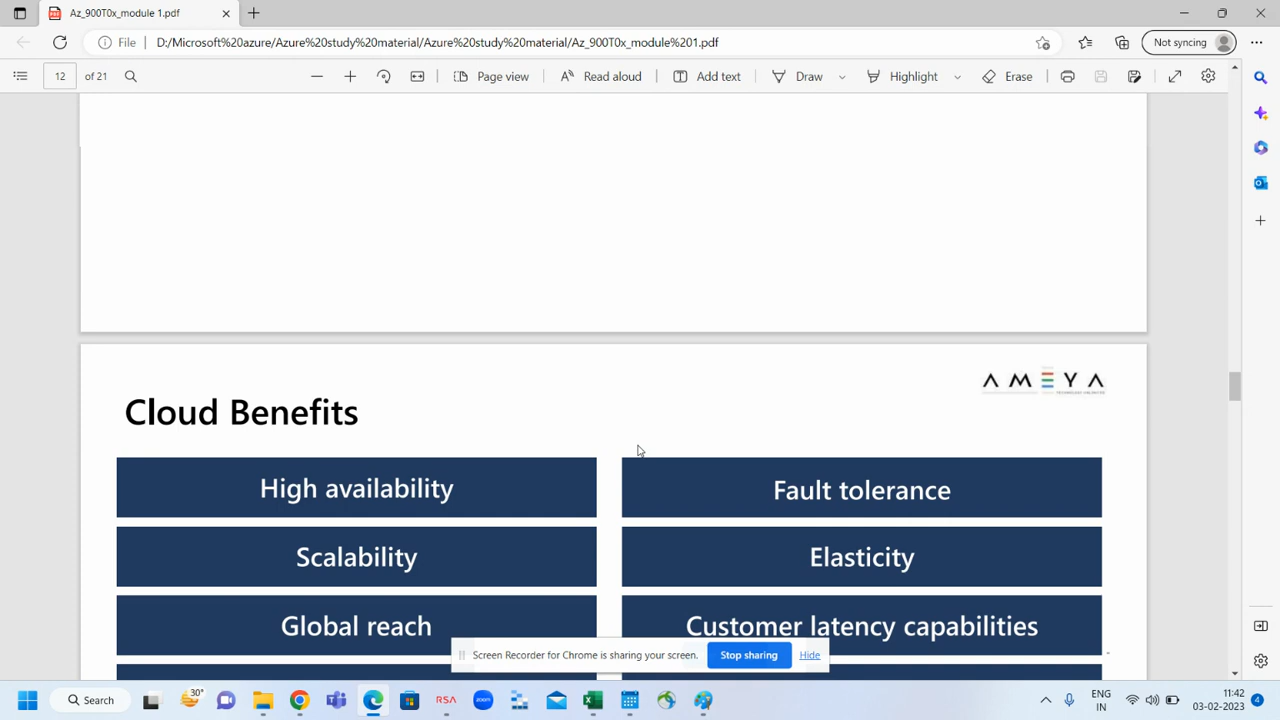 Az_900T0x_module 1.pdf
File D:/Microsoft%20azure/Azure%20study%20material/Azure%20study%20material/Az_900T0x_module%201.pdf
Not syncing
12 of 21
Page view
Read aloud
Add text
Draw
Highlight
Erase
AMEYA
Cloud Benefits
High availability
Fault tolerance
Scalability
Elasticity
Global reach
Customer latency capabilities
Screen Recorder for Chrome is sharing your screen.
Stop sharing
Hide
Search
30°
RSA
zoom
ENG
IN
11:42
03-02-2023
4